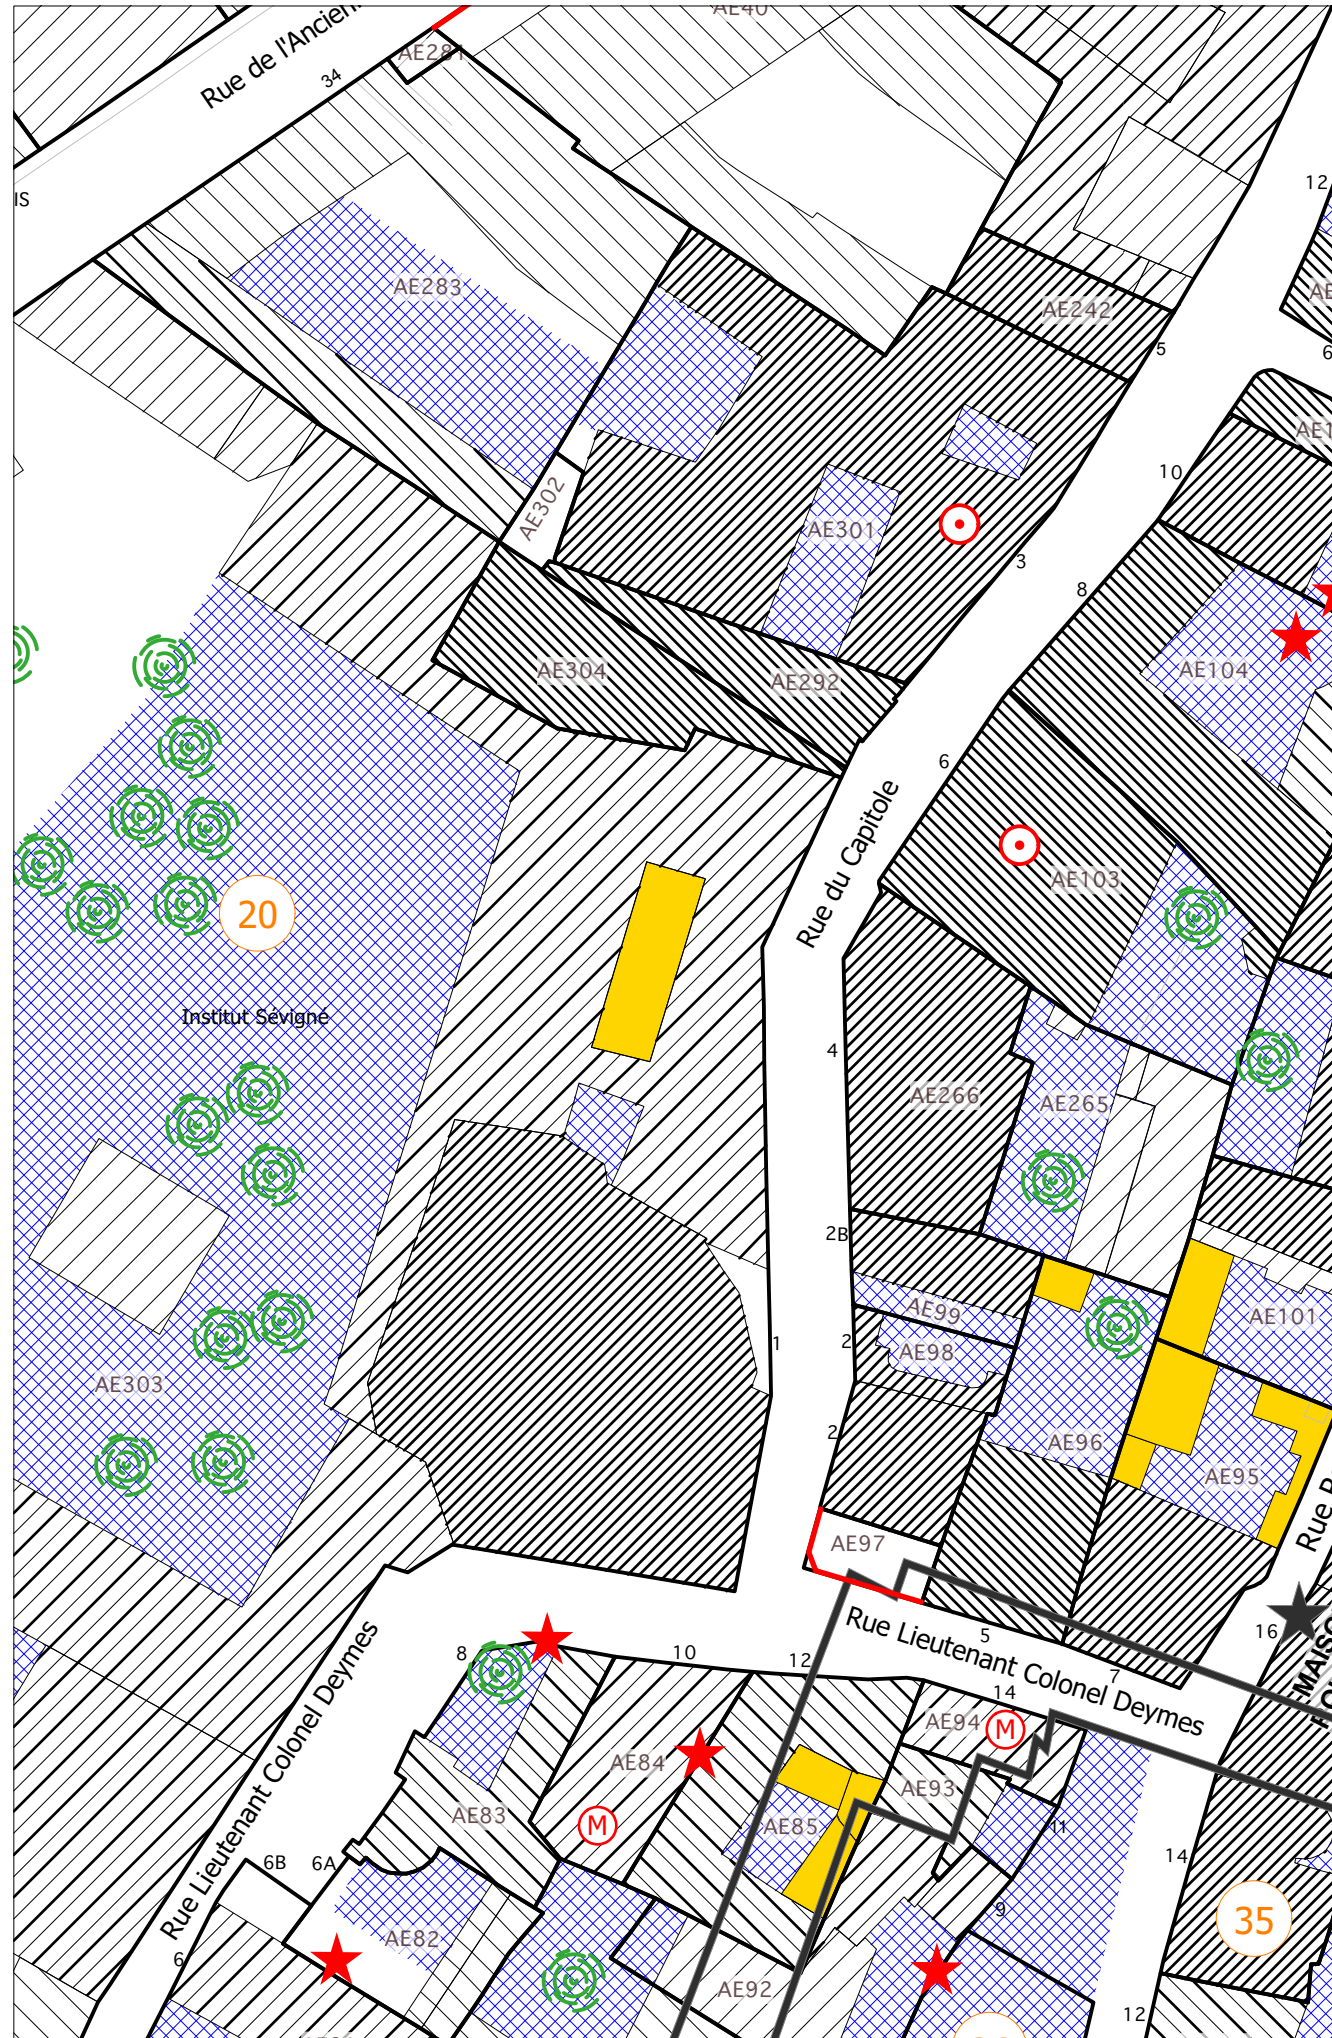 AE40
Rue de l'Ancien
AE281
34
IS
12
AE283
AE242
5
6
10
AE302
AE301
3
8
AE304
AE292
AE104
6
Rue du Capitole
AE103
20
Institut Sévigné
4
AE266
AE265
2B
AE99
AE101
1
2
AE98
AE303
2
AE96
AE95
AE97
Rue Lieutenant Colonel Deymes
5
16
8
10
12
7
14
AE94
M
AE84
AE93
AE83
M
AE85
11
Rue Lieutenant Colonel Deymes
6B
6A
14
9
35
AE82
6
AE92
12